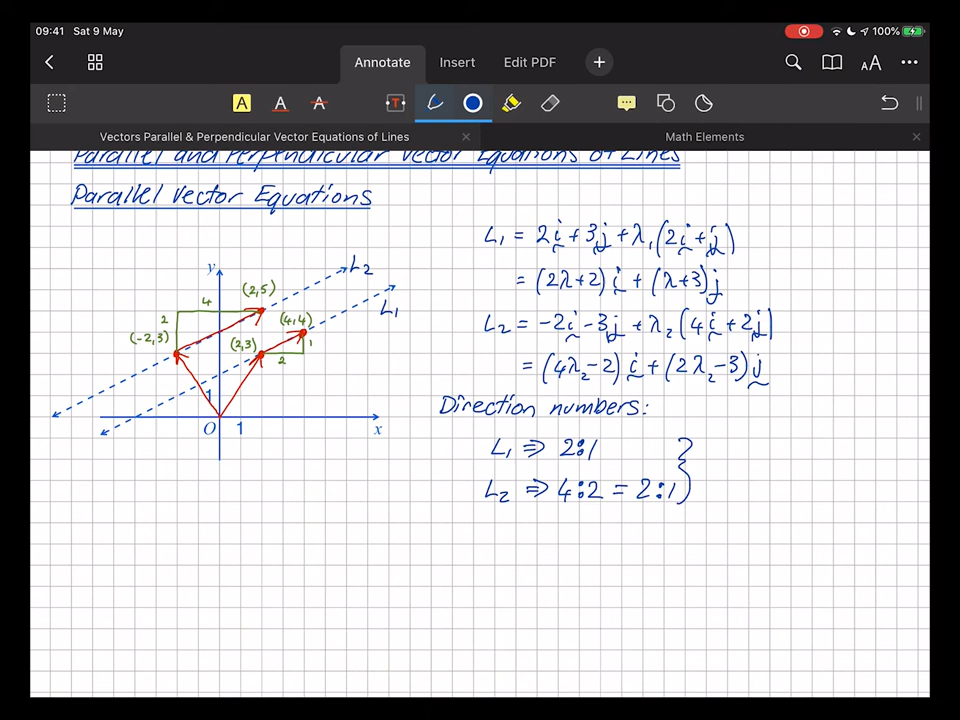 09:41 Sat 9 May
100%
Annotate Insert Edit PDF
A A A T AA
Vectors Parallel & Perpendicular Vector Equations of Lines
Math Elements
Parallel and Perpendicular Vector Equations of Lines
Parallel Vector Equations
L₁ = 2i + 3j + λ₁(2i + j)
= (2λ+2)i + (λ+3)j
L₂ = -2i - 3j + λ₂(4i + 2j)
= (4λ₂-2)i + (2λ₂-3)j
Direction numbers:
L₁ ⇒ 2:1 }
L₂ ⇒ 4:2 = 2:1
y
L₂
(2,5)
4
L₁
2
(4,4)
(-2,3)
(2,3)
1
2
1
O 1 x